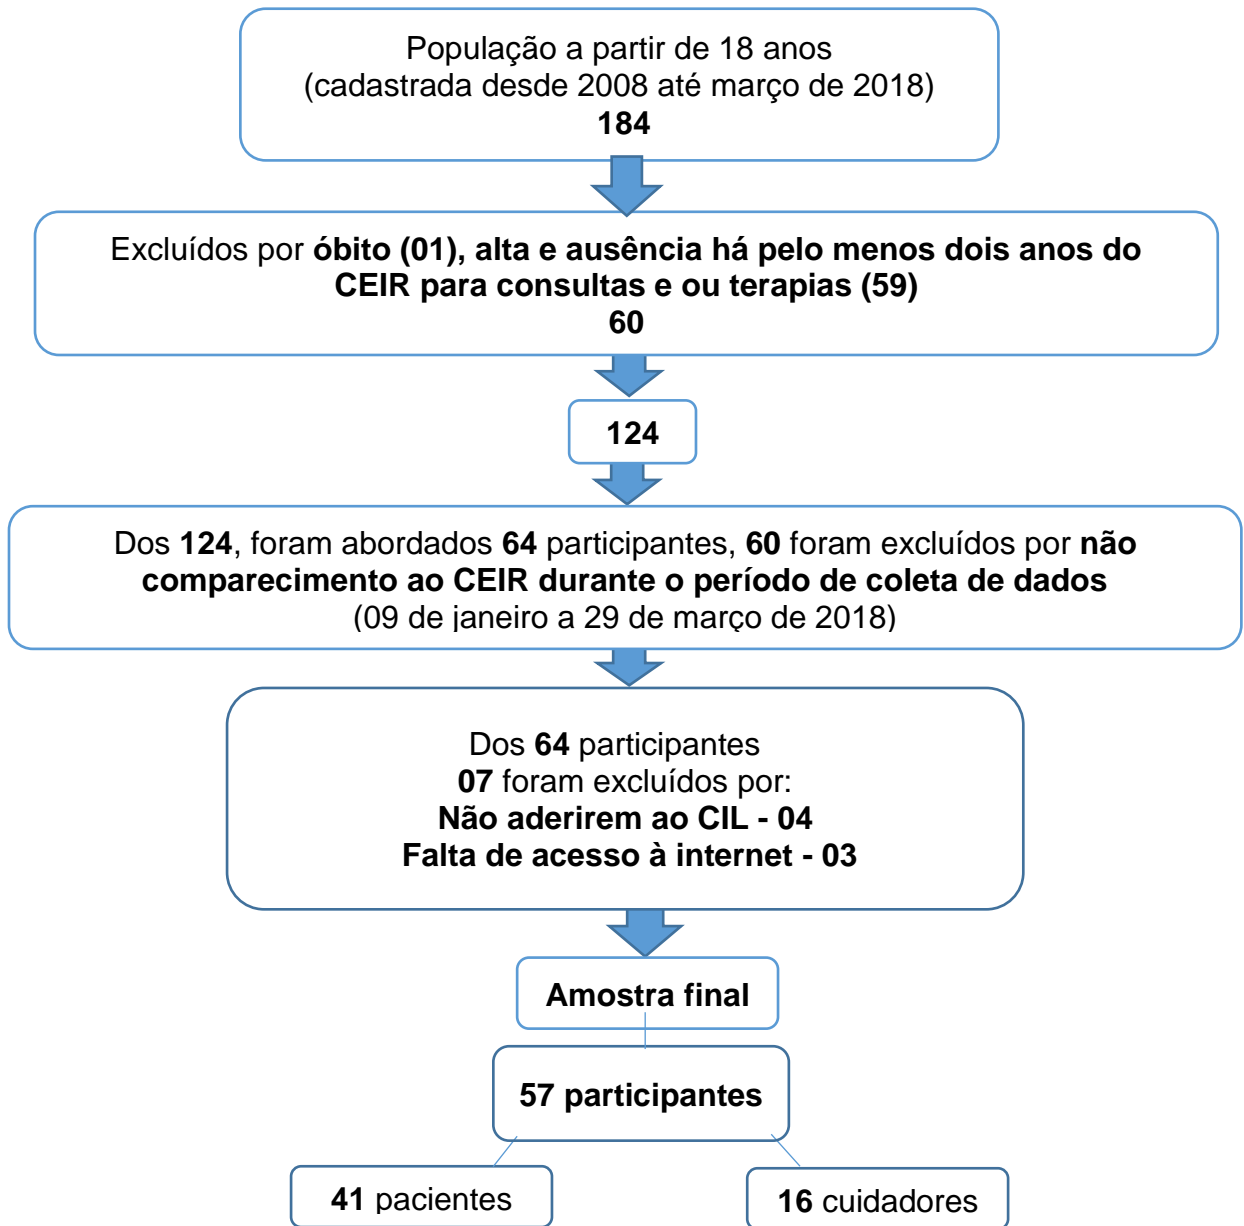 População a partir de 18 anos
(cadastrada desde 2008 até março de 2018)
184
Excluídos por óbito (01), alta e ausência há pelo menos dois anos do
CEIR para consultas e ou terapias (59)
60
124
Dos 124, foram abordados 64 participantes, 60 foram excluídos por não
comparecimento ao CEIR durante o período de coleta de dados
(09 de janeiro a 29 de março de 2018)
Dos 64 participantes
07 foram excluídos por:
Não aderirem ao CIL - 04
Falta de acesso à internet - 03
Amostra final
57 participantes
41 pacientes
16 cuidadores